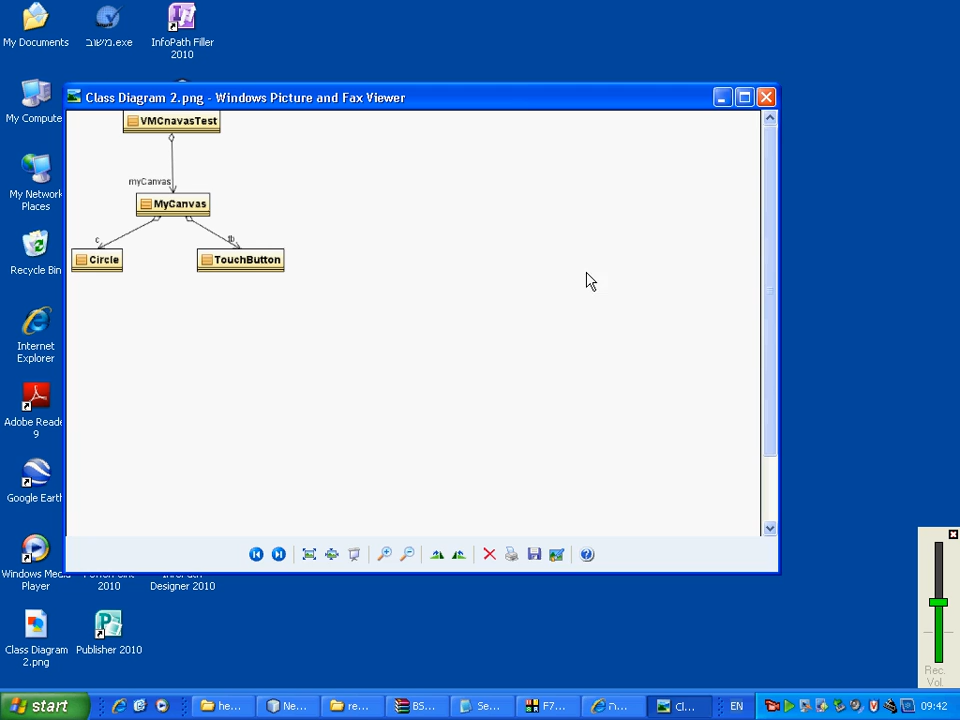 My Documents
משוב.exe
InfoPath Filler
2010
Class Diagram 2.png - Windows Picture and Fax Viewer
My Compute
My Network
Places
Recycle Bin
Internet
Explorer
Adobe Reade
9
Google Earth
Windows Media
Player
2010
InfoPath
Designer 2010
Class Diagram
2.png
Publisher 2010
VMCnavasTest
myCanvas
MyCanvas
c
tb
Circle
TouchButton
Rec.
Vol.
start
he...
Ne...
re...
BS...
Se...
F7...
ה...
Cl...
EN
09:42